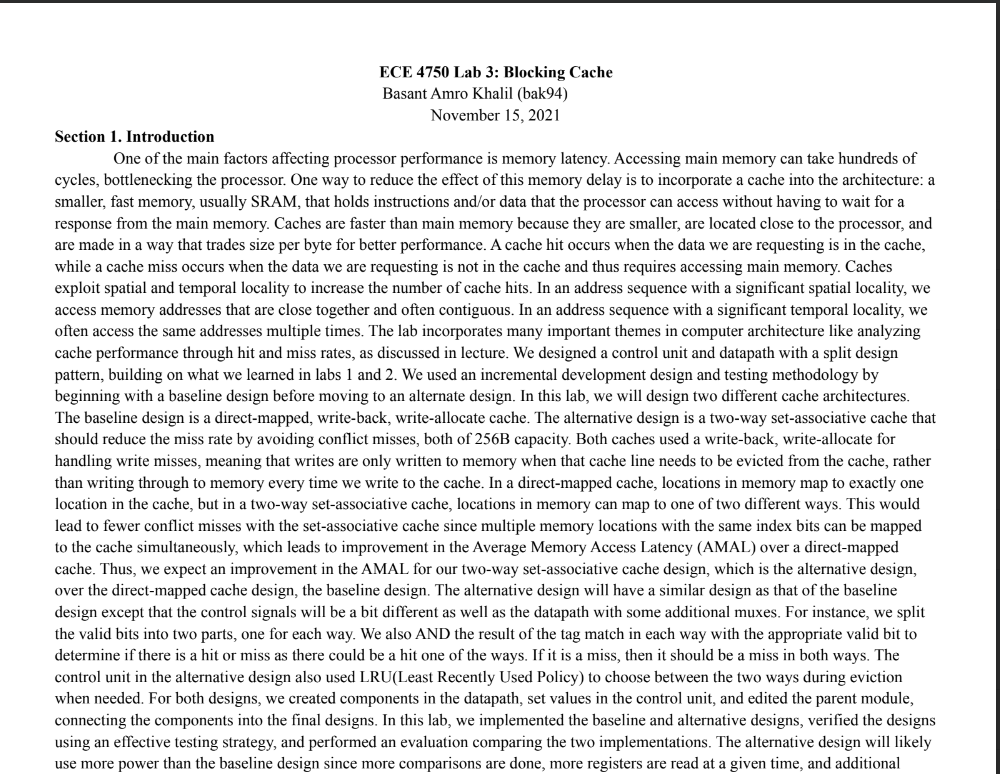 ECE 4750 Lab 3: Blocking Cache
Basant Amro Khalil (bak94)
November 15, 2021
Section 1. Introduction
One of the main factors affecting processor performance is memory latency. Accessing main memory can take hundreds of
cycles, bottlenecking the processor. One way to reduce the effect of this memory delay is to incorporate a cache into the architecture: a
smaller, fast memory, usually SRAM, that holds instructions and/or data that the processor can access without having to wait for a
response from the main memory. Caches are faster than main memory because they are smaller, are located close to the processor, and
are made in a way that trades size per byte for better performance. A cache hit occurs when the data we are requesting is in the cache,
while a cache miss occurs when the data we are requesting is not in the cache and thus requires accessing main memory. Caches
exploit spatial and temporal locality to increase the number of cache hits. In an address sequence with a significant spatial locality, we
access memory addresses that are close together and often contiguous. In an address sequence with a significant temporal locality, we
often access the same addresses multiple times. The lab incorporates many important themes in computer architecture like analyzing
cache performance through hit and miss rates, as discussed in lecture. We designed a control unit and datapath with a split design
pattern, building on what we learned in labs 1 and 2. We used an incremental development design and testing methodology by
beginning with a baseline design before moving to an alternate design. In this lab, we will design two different cache architectures.
The baseline design is a direct-mapped, write-back, write-allocate cache. The alternative design is a two-way set-associative cache that
should reduce the miss rate by avoiding conflict misses, both of 256B capacity. Both caches used a write-back, write-allocate for
handling write misses, meaning that writes are only written to memory when that cache line needs to be evicted from the cache, rather
than writing through to memory every time we write to the cache. In a direct-mapped cache, locations in memory map to exactly one
location in the cache, but in a two-way set-associative cache, locations in memory can map to one of two different ways. This would
lead to fewer conflict misses with the set-associative cache since multiple memory locations with the same index bits can be mapped
to the cache simultaneously, which leads to improvement in the Average Memory Access Latency (AMAL) over a direct-mapped
cache. Thus, we expect an improvement in the AMAL for our two-way set-associative cache design, which is the alternative design,
over the direct-mapped cache design, the baseline design. The alternative design will have a similar design as that of the baseline
design except that the control signals will be a bit different as well as the datapath with some additional muxes. For instance, we split
the valid bits into two parts, one for each way. We also AND the result of the tag match in each way with the appropriate valid bit to
determine if there is a hit or miss as there could be a hit one of the ways. If it is a miss, then it should be a miss in both ways. The
control unit in the alternative design also used LRU(Least Recently Used Policy) to choose between the two ways during eviction
when needed. For both designs, we created components in the datapath, set values in the control unit, and edited the parent module,
connecting the components into the final designs. In this lab, we implemented the baseline and alternative designs, verified the designs
using an effective testing strategy, and performed an evaluation comparing the two implementations. The alternative design will likely
use more power than the baseline design since more comparisons are done, more registers are read at a given time, and additional